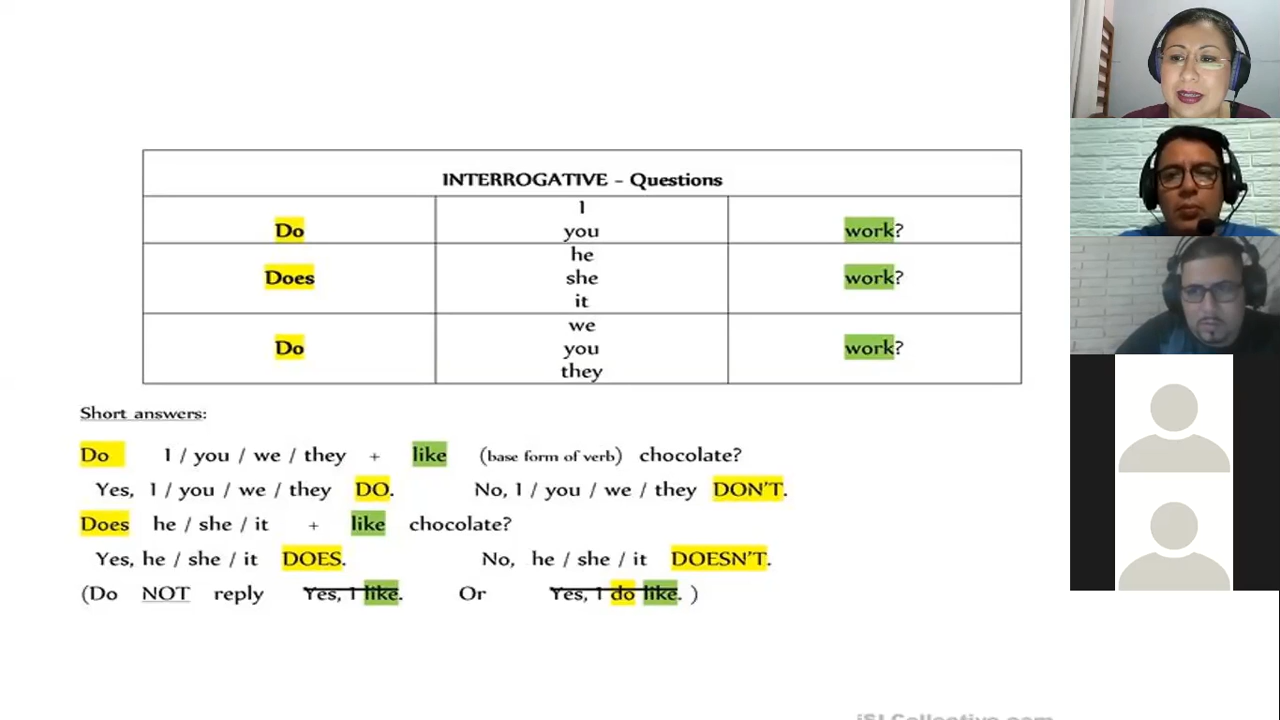 INTERROGATIVE – Questions
I
Do you work?
he
Does she work?
it
we
Do you work?
they
Short answers:
Do I / you / we / they + like (base form of verb) chocolate?
Yes, I / you / we / they DO. No, I / you / we / they DON'T.
Does he / she / it + like chocolate?
Yes, he / she / it DOES. No, he / she / it DOESN'T.
(Do NOT reply Yes, I like. Or Yes, I do like. )
iSLCollective.com